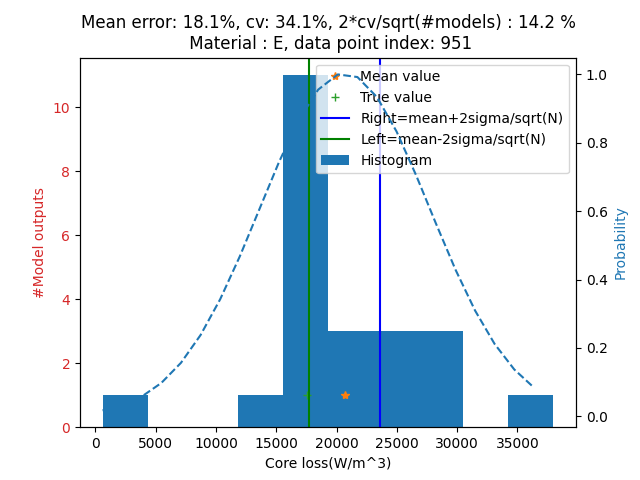 Mean error: 18.1%, cv: 34.1%, 2*cv/sqrt(#models) : 14.2 %
Material : E, data point index: 951
Mean value
True value
Right=mean+2sigma/sqrt(N)
Left=mean-2sigma/sqrt(N)
Histogram
#Model outputs
10
8
6
4
2
0
1.0
0.8
0.6
0.4
0.2
0.0
Probability
0 5000 10000 15000 20000 25000 30000 35000
Core loss(W/m^3)